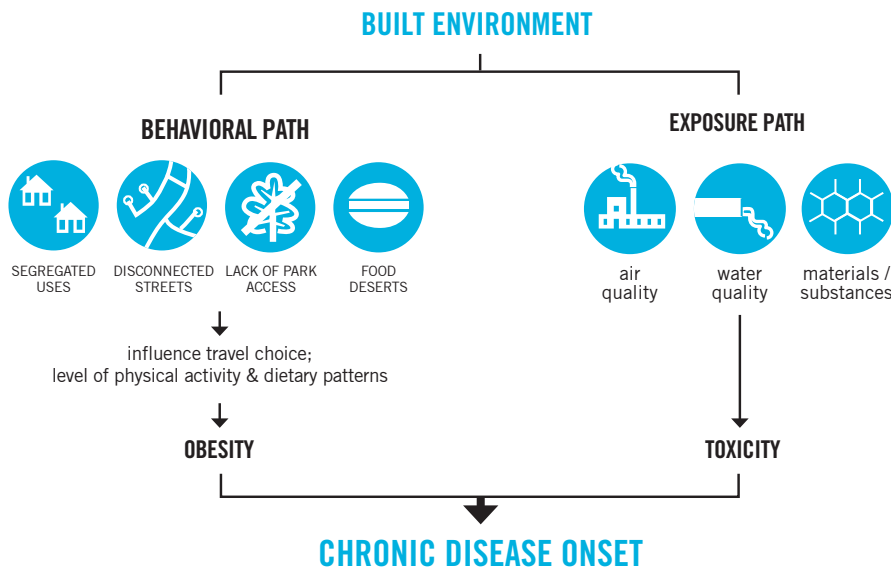 BUILT ENVIRONMENT
BEHAVIORAL PATH
EXPOSURE PATH
SEGREGATED
USES
DISCONNECTED
STREETS
LACK OF PARK
ACCESS
FOOD
DESERTS
air
quality
water
quality
materials /
substances
influence travel choice;
level of physical activity & dietary patterns
OBESITY
TOXICITY
CHRONIC DISEASE ONSET